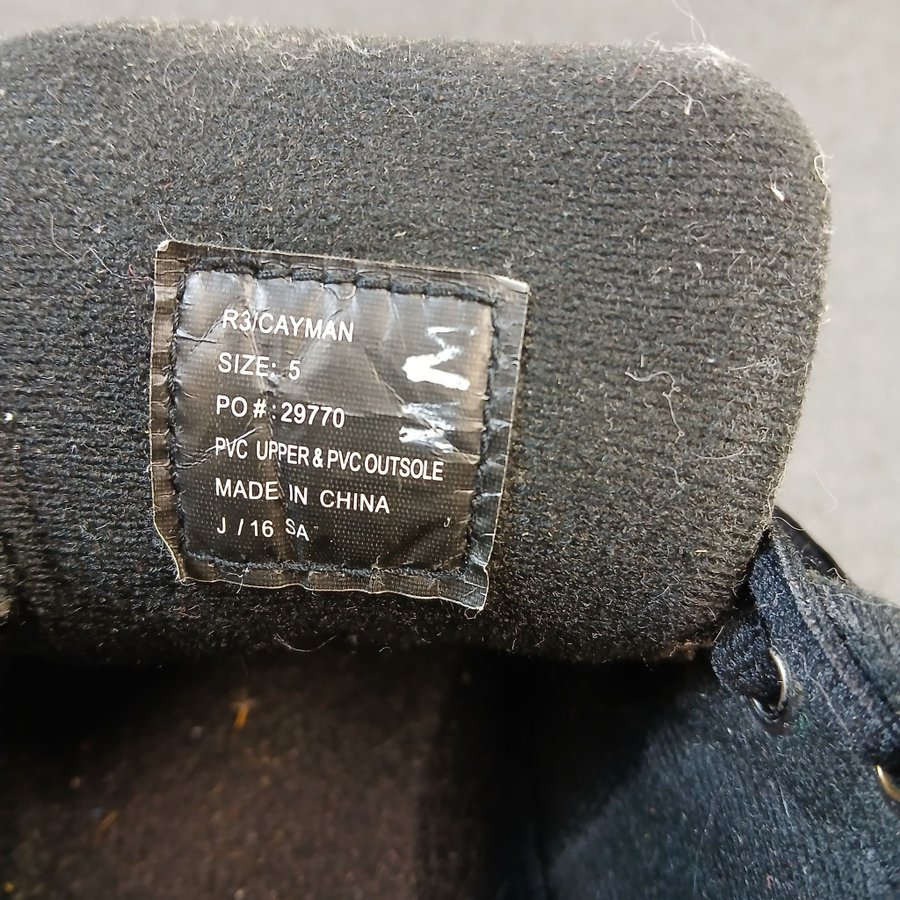 R3/CAYMAN
SIZE: 5
PO #: 29770
PVC UPPER & PVC OUTSOLE
MADE IN CHINA
J /16 SA